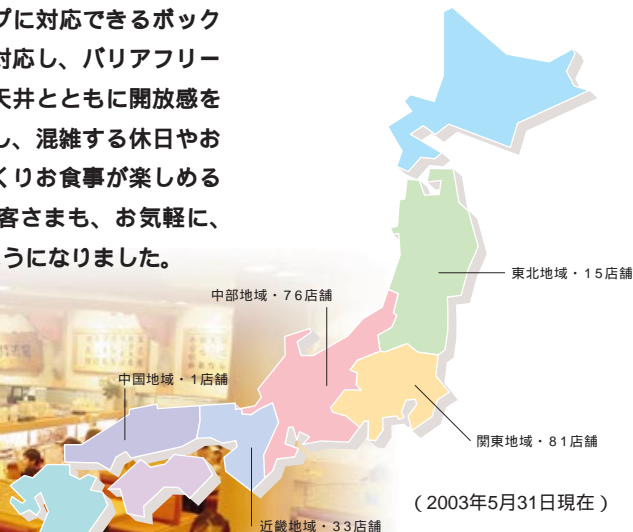 プに対応できるボック
対応し、バリアフリー
天井とともに開放感を
し、混雑する休日やお
くりお食事が楽しめる
客さまも、お気軽に、
うになりました。
東北地域・15店舗
中部地域・76店舗
中国地域・1店舗
関東地域・81店舗
(2003年5月31日現在)
近畿地域・33店舗